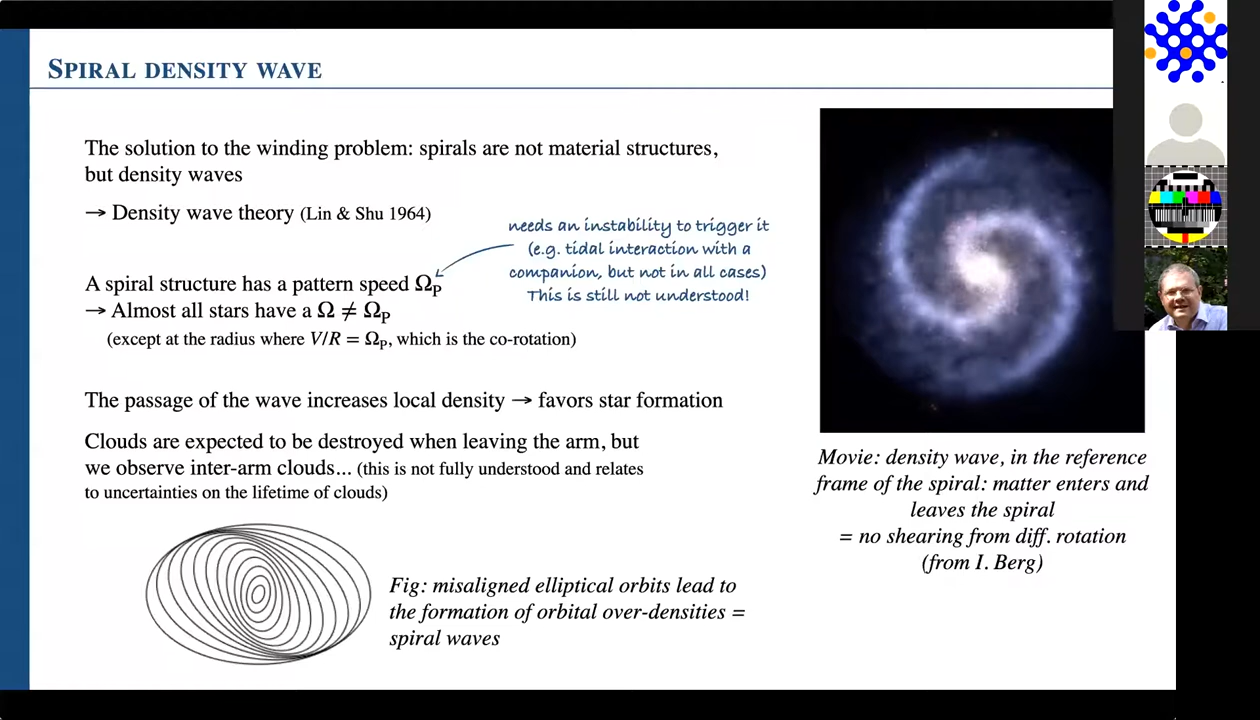 SPIRAL DENSITY WAVE
The solution to the winding problem: spirals are not material structures,
but density waves
→ Density wave theory (Lin & Shu 1964)
needs an instability to trigger it
(e.g. tidal interaction with a
companion, but not in all cases)
This is still not understood!
A spiral structure has a pattern speed Ω_P
→ Almost all stars have a Ω ≠ Ω_P
(except at the radius where V/R = Ω_P, which is the co-rotation)
The passage of the wave increases local density → favors star formation
Clouds are expected to be destroyed when leaving the arm, but
we observe inter-arm clouds... (this is not fully understood and relates
to uncertainties on the lifetime of clouds)
Fig: misaligned elliptical orbits lead to
the formation of orbital over-densities =
spiral waves
Movie: density wave, in the reference
frame of the spiral: matter enters and
leaves the spiral
= no shearing from diff. rotation
(from I. Berg)